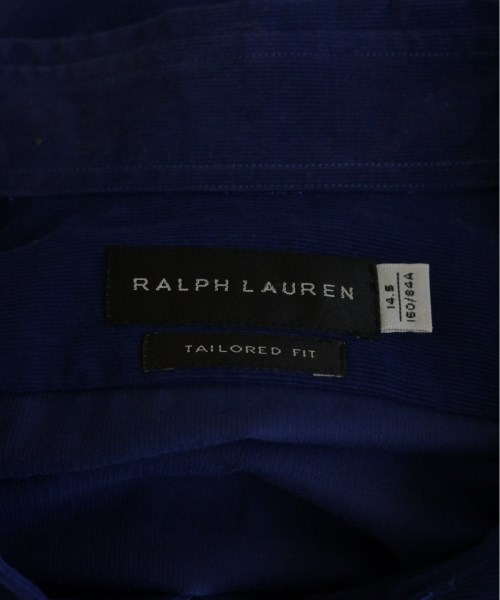 RALPH LAUREN
TAILORED FIT
14.5
160/84A